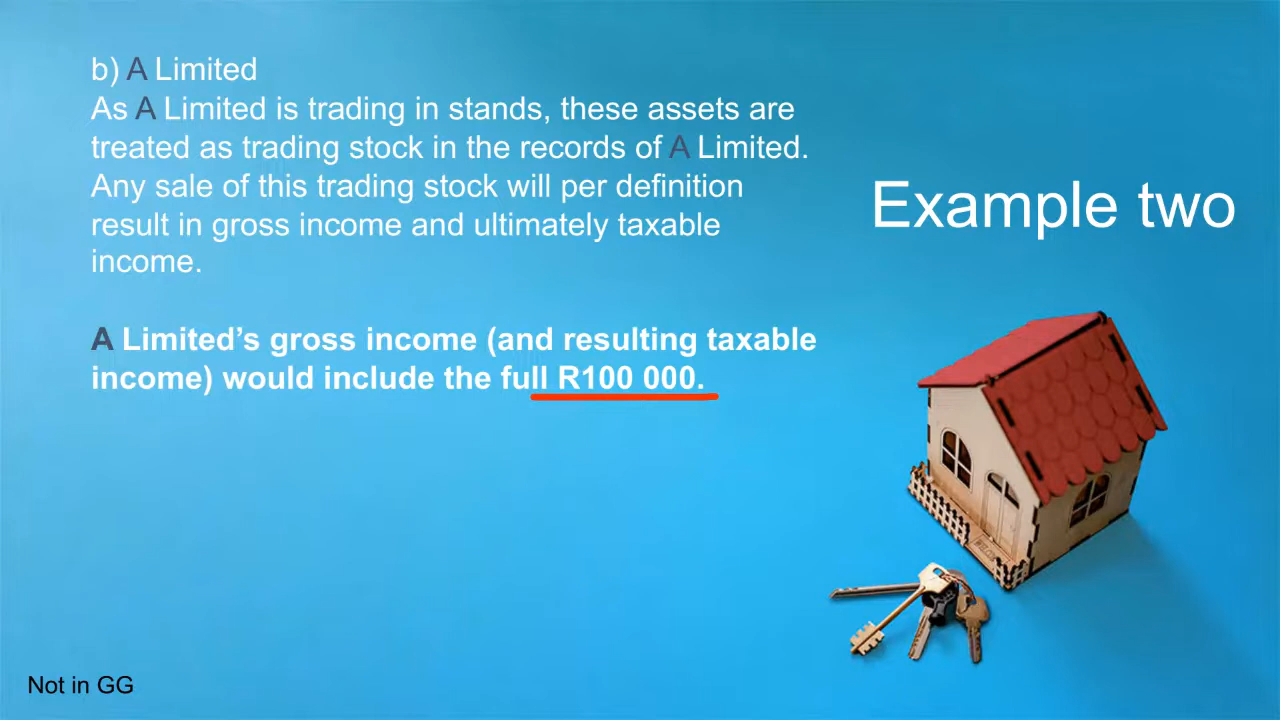 b) A Limited
As A Limited is trading in stands, these assets are
treated as trading stock in the records of A Limited.
Any sale of this trading stock will per definition
result in gross income and ultimately taxable
income.
A Limited’s gross income (and resulting taxable
income) would include the full R100 000.
Example two
Not in GG